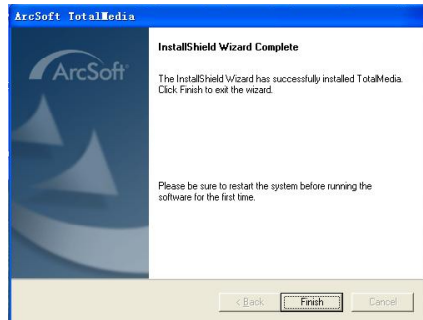 ArcSoft TotalMedia
InstallShield Wizard Complete
ArcSoft
The InstallShield Wizard has successfully installed TotalMedia.
Click Finish to exit the wizard.
Please be sure to restart the system before running the
software for the first time.
< Back
Finish
Cancel